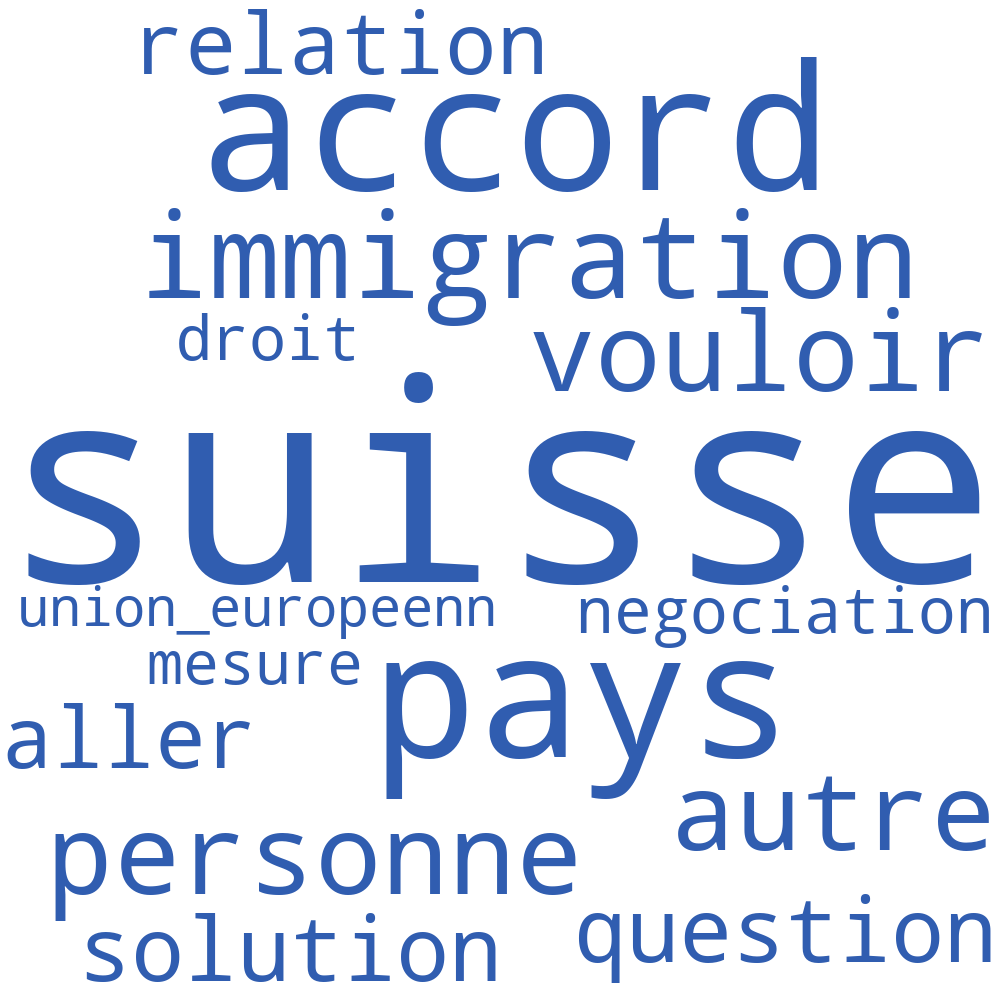 relation
accord
immigration
droit vouloir
suisse
union_europeenn negociation
mesure pays
aller
autre
personne
solution question